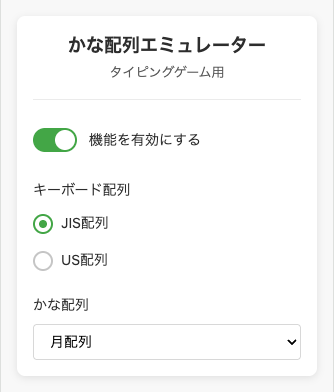 かな配列エミュレーター
タイピングゲーム用
機能を有効にする
キーボード配列
JIS配列
US配列
かな配列
月配列